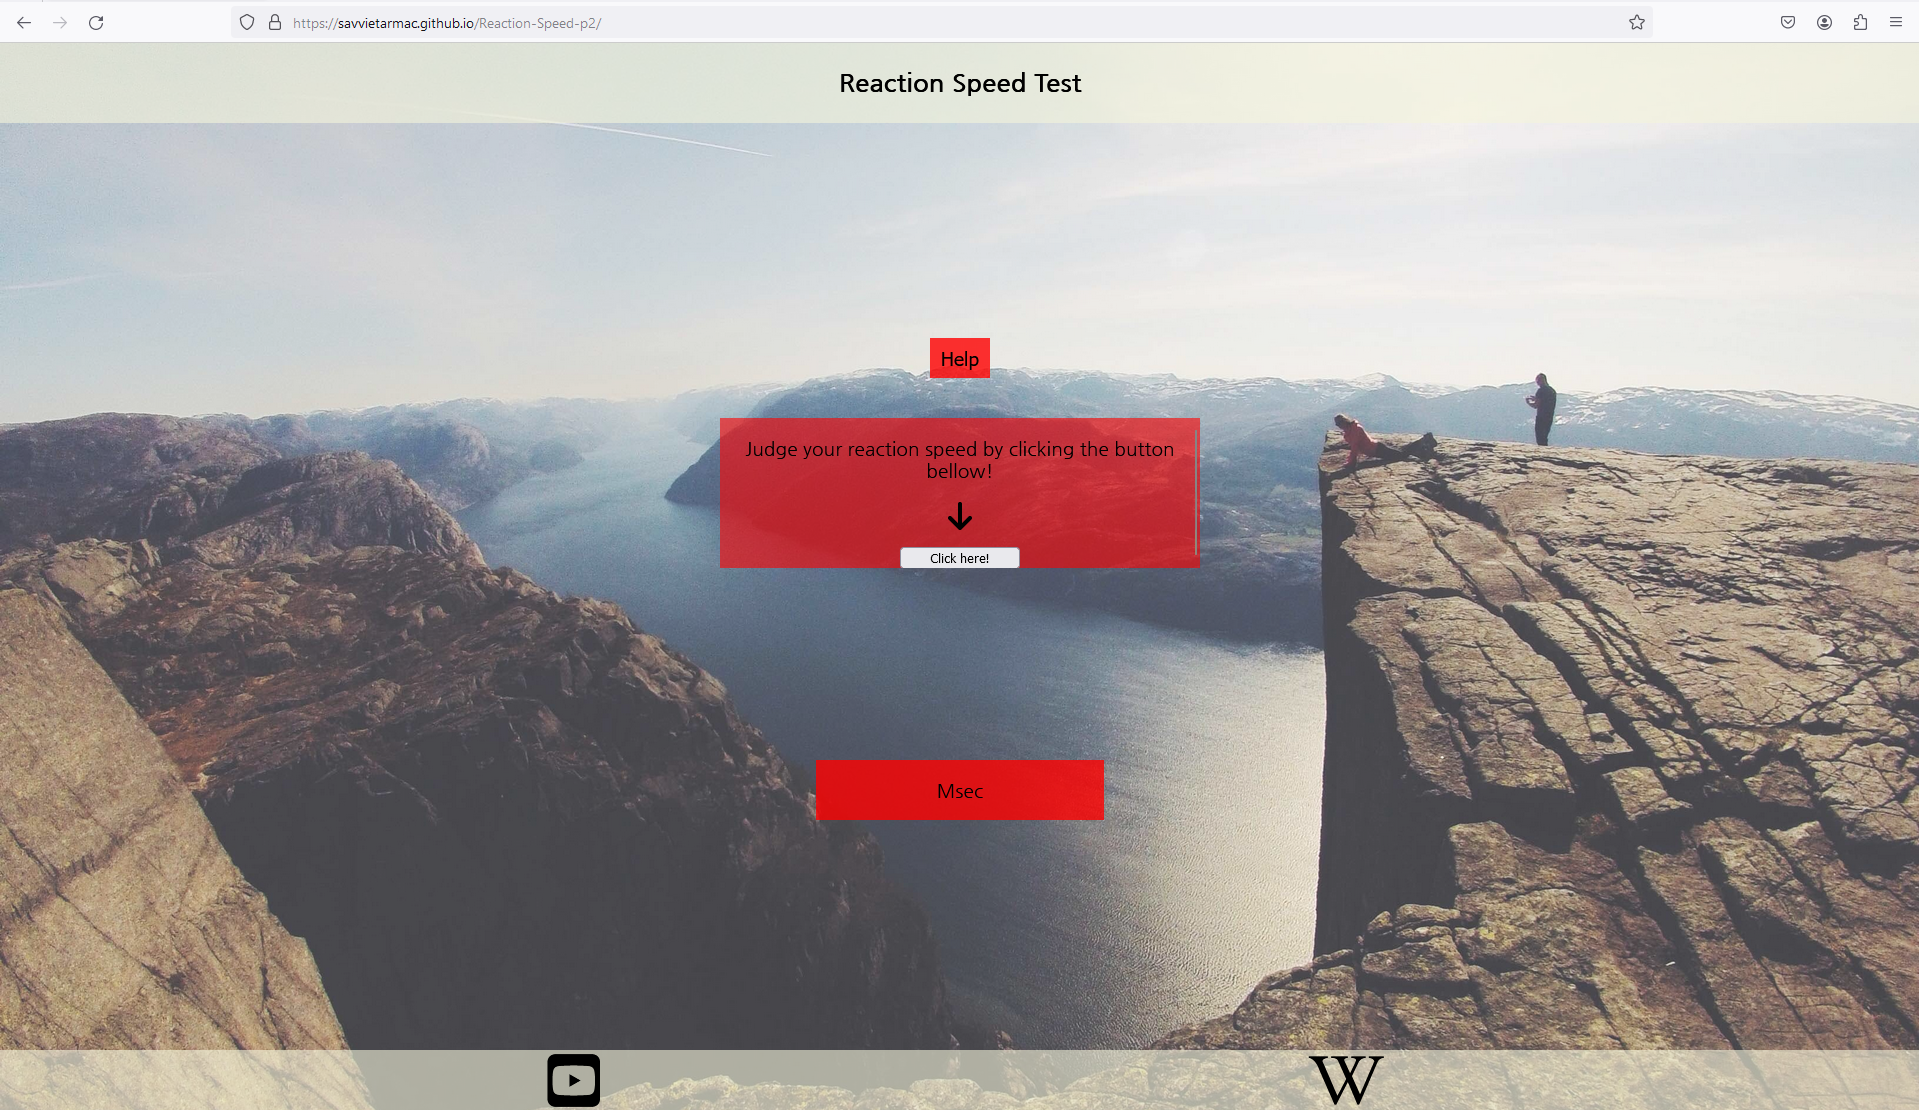 https://savvietarmac.github.io/Reaction-Speed-p2/
Reaction Speed Test
Help
Judge your reaction speed by clicking the button
bellow!
Click here!
Msec
W